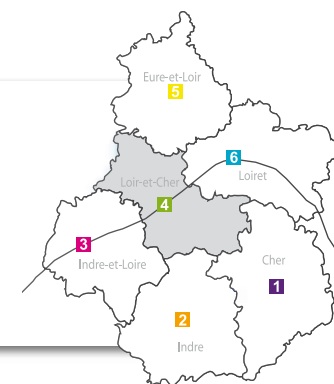 Eure-et-Loir
5
6
Loiret
Loir-et-Cher
4
3
Indre-et-Loire
Cher
1
2
Indre